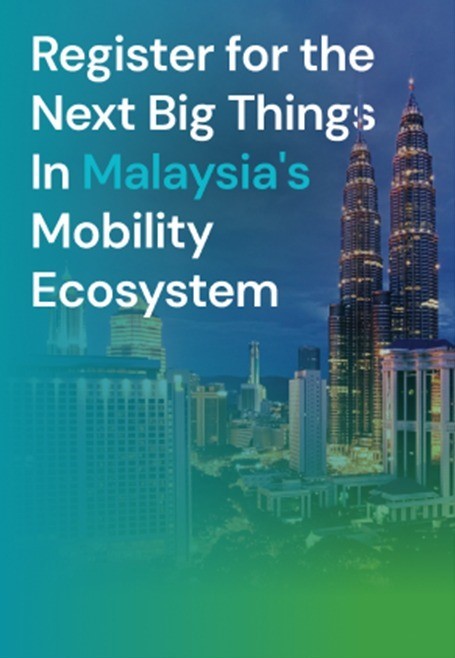 Register for the
Next Big Things
In Malaysia's
Mobility
Ecosystem